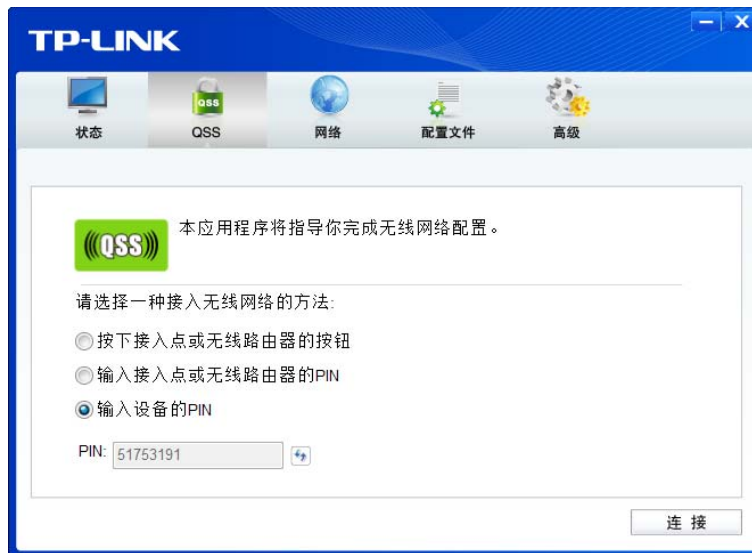 TP-LINK
状态
QSS
QSS
网络
配置文件
高级
QSS
本应用程序将指导你完成无线网络配置。
请选择一种接入无线网络的方法:
按下接入点或无线路由器的按钮
输入接入点或无线路由器的PIN
输入设备的PIN
PIN: 51753191
连 接